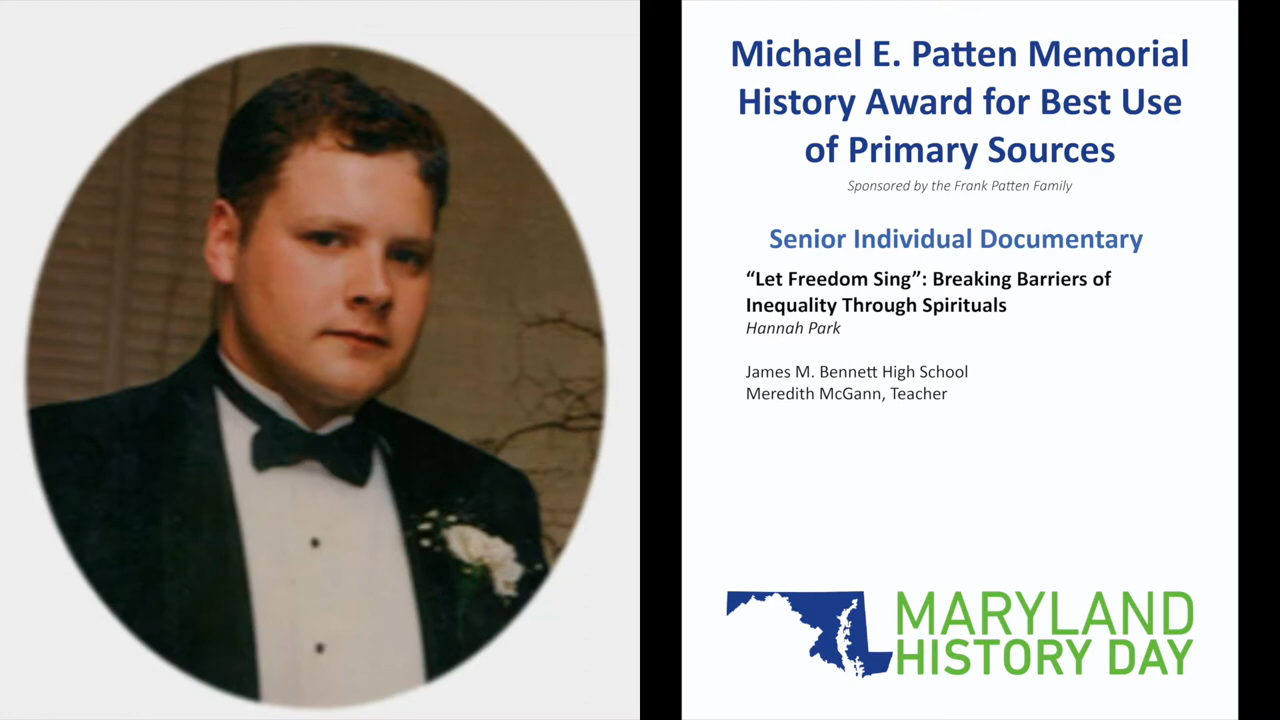 Michael E. Patten Memorial
History Award for Best Use
of Primary Sources
Sponsored by the Frank Patten Family
Senior Individual Documentary
“Let Freedom Sing”: Breaking Barriers of
Inequality Through Spirituals
Hannah Park
James M. Bennett High School
Meredith McGann, Teacher
MARYLAND
HISTORY DAY